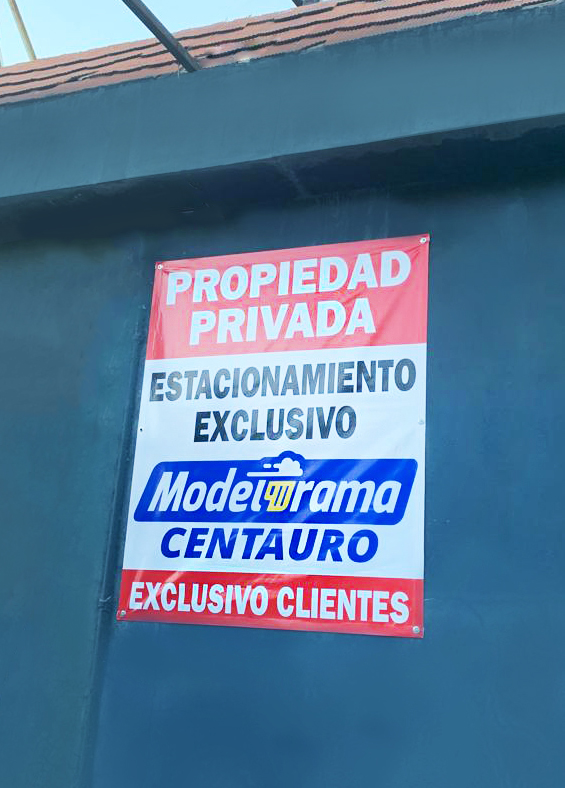 PROPIEDAD
PRIVADA
ESTACIONAMIENTO
EXCLUSIVO
Modelorama
CENTAURO
EXCLUSIVO CLIENTES